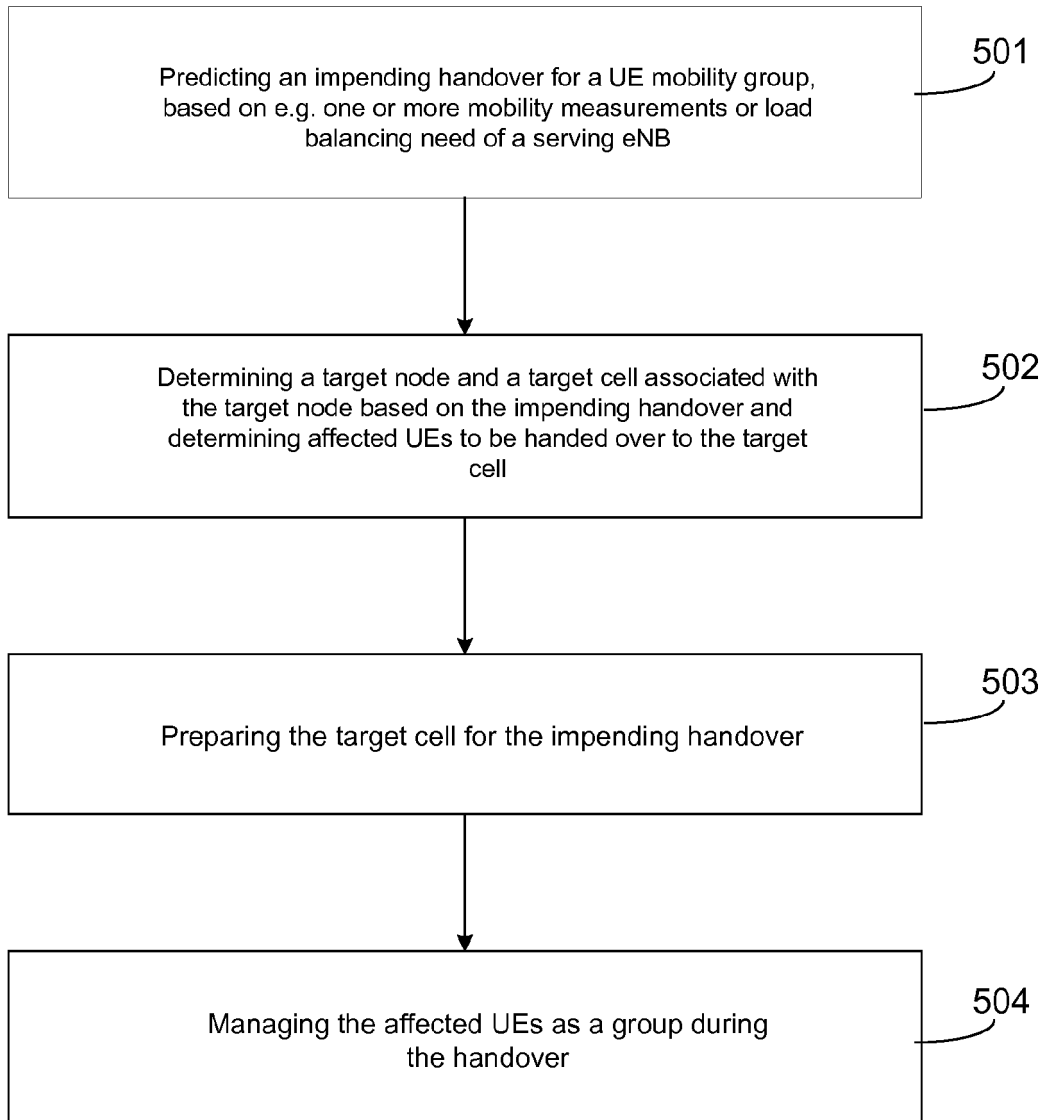 501
Predicting an impending handover for a UE mobility group,
based on e.g. one or more mobility measurements or load
balancing need of a serving eNB
502
Determining a target node and a target cell associated with
the target node based on the impending handover and
determining affected UEs to be handed over to the target
cell
503
Preparing the target cell for the impending handover
504
Managing the affected UEs as a group during
the handover